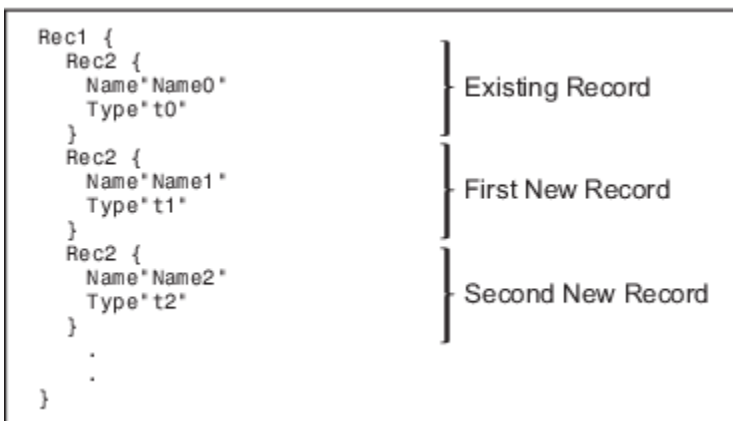 Rec1 {
Rec2 {
Name"Name0"
Type"t0"
}
Existing Record
Rec2 {
Name"Name1"
Type"t1"
}
First New Record
Rec2 {
Name"Name2"
Type"t2"
}
Second New Record
.
.
}